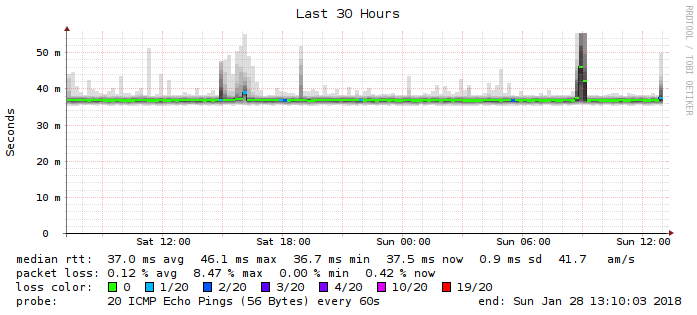 Last 30 Hours
RRDTOOL / TOBI OETIKER
Seconds
50 m
40 m
30 m
20 m
10 m
0
Sat 12:00 Sat 18:00 Sun 00:00 Sun 06:00 Sun 12:00
median rtt: 37.0 ms avg 46.1 ms max 36.7 ms min 37.5 ms now 0.9 ms sd 41.7 am/s
packet loss: 0.12 % avg 8.47 % max 0.00 % min 0.42 % now
loss color: 0 1/20 2/20 3/20 4/20 10/20 19/20
probe: 20 ICMP Echo Pings (56 Bytes) every 60s end: Sun Jan 28 13:10:03 2018